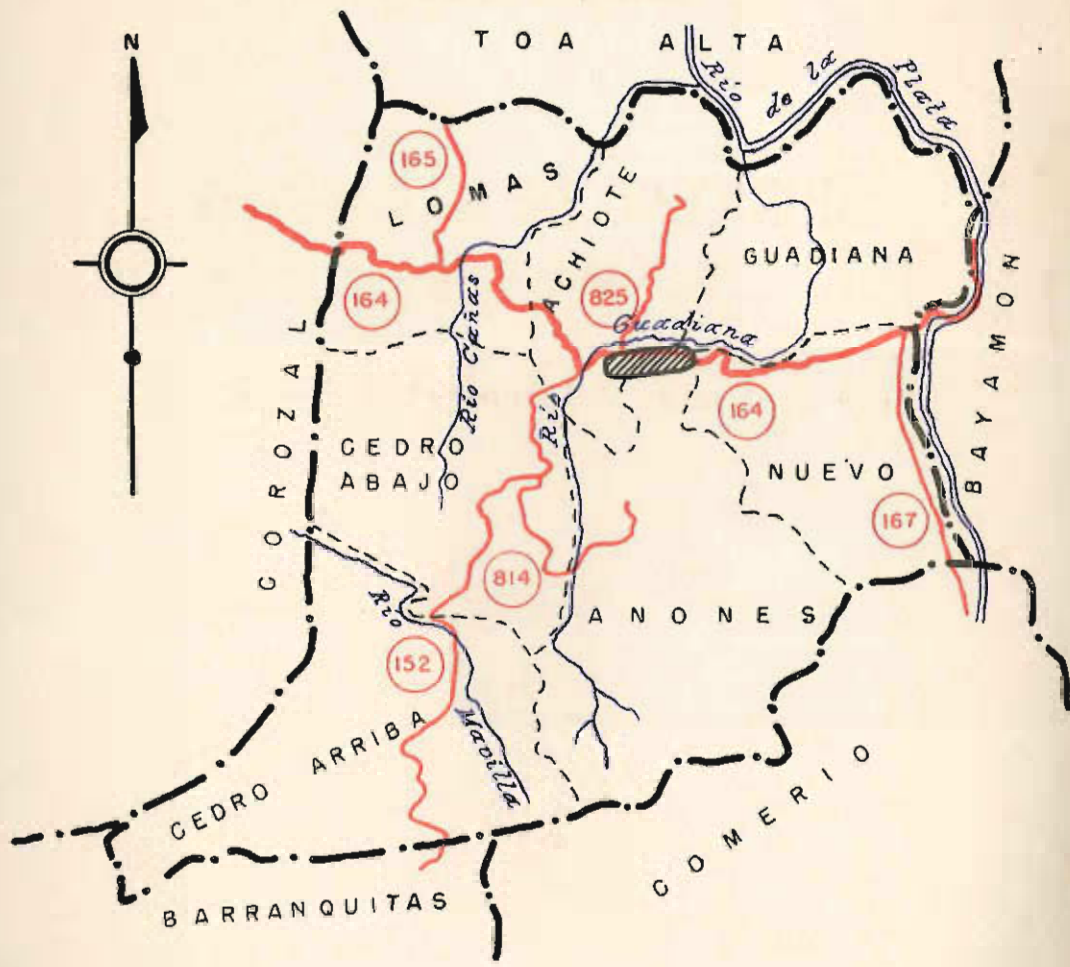 N
TOA ALTA
Río de la Plata
165
LOMAS
ACHIOTE
GUADIANA
164
Río Cañas
825
Río Guadiana
BAYAMON
COROZAL
CEDRO
ABAJO
164
NUEVO
167
814
Río Mavilla
ANONES
152
CEDRO ARRIBA
COMERIO
BARRANQUITAS